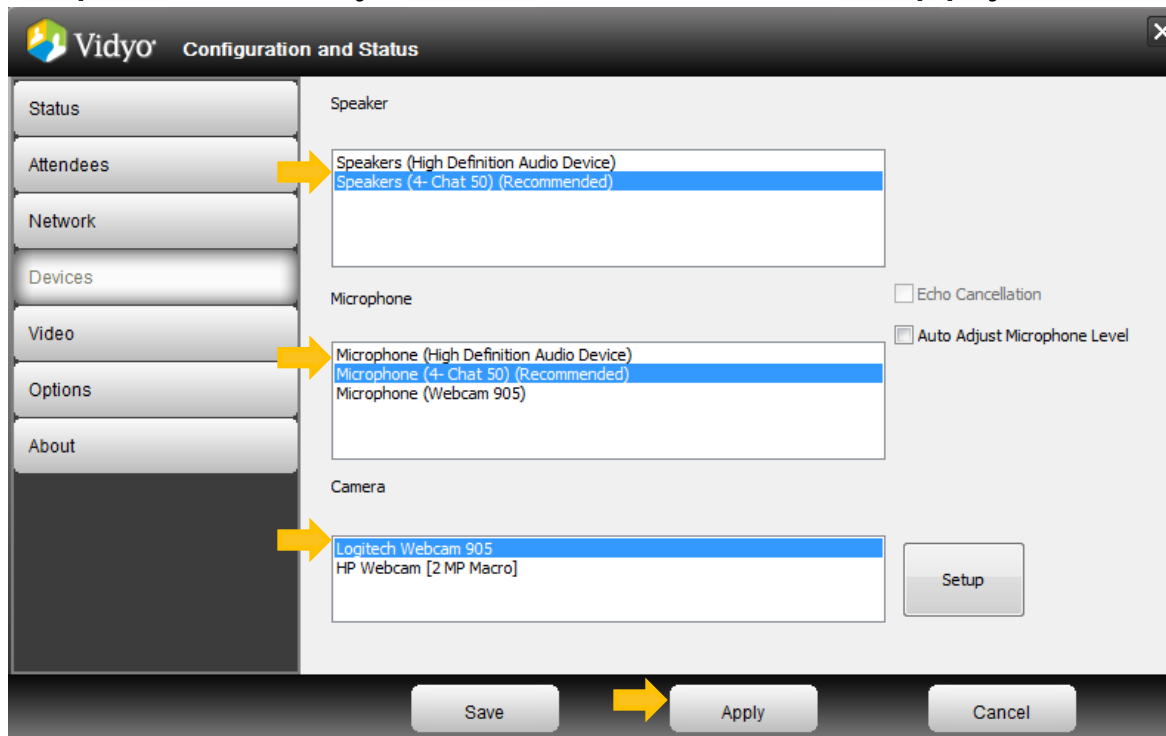 Vidyo Configuration and Status
Status
Attendees
Network
Devices
Video
Options
About
Speaker
Speakers (High Definition Audio Device)
Speakers (4- Chat 50) (Recommended)
Microphone
Echo Cancellation
Auto Adjust Microphone Level
Microphone (High Definition Audio Device)
Microphone (4- Chat 50) (Recommended)
Microphone (Webcam 905)
Camera
Logitech Webcam 905
HP Webcam [2 MP Macro]
Setup
Save
Apply
Cancel